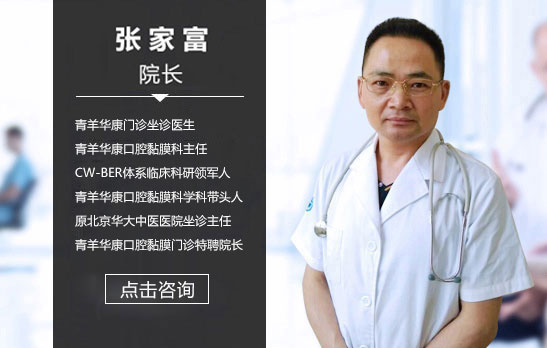 张家富
院长
青羊华康门诊坐诊医生
青羊华康口腔黏膜科主任
CW-BER体系临床科研领军人
青羊华康口腔黏膜科学科带头人
原北京华大中医医院坐诊主任
青羊华康口腔黏膜门诊特聘院长
点击咨询